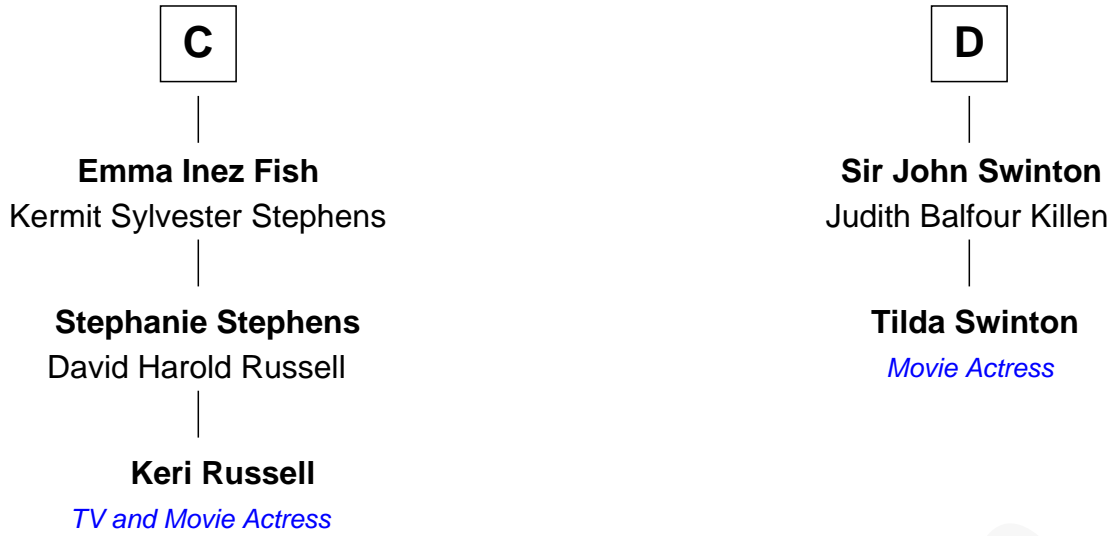 C
Emma Inez Fish
Kermit Sylvester Stephens
Stephanie Stephens
David Harold Russell
Keri Russell
TV and Movie Actress
D
Sir John Swinton
Judith Balfour Killen
Tilda Swinton
Movie Actress